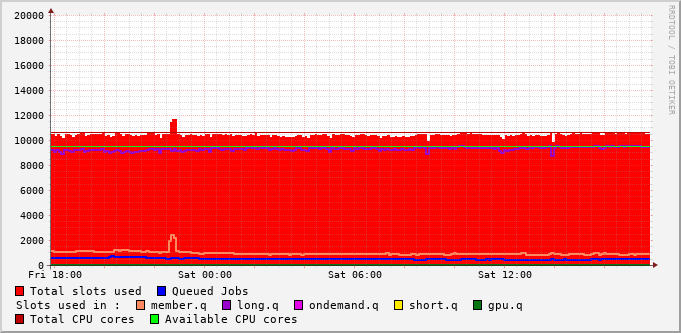 RRDTOOL / TOBI OETIKER
20000
18000
16000
14000
12000
10000
8000
6000
4000
2000
0
Fri 18:00 Sat 00:00 Sat 06:00 Sat 12:00
Total slots used Queued Jobs
Slots used in : member.q long.q ondemand.q short.q gpu.q
Total CPU cores Available CPU cores